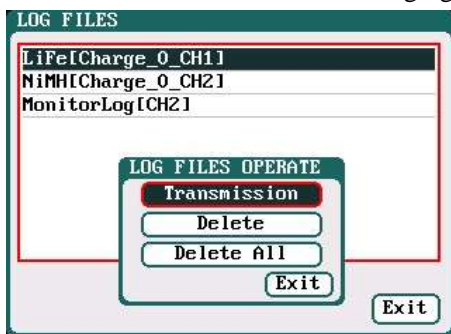 LOG FILES
LiFe[Charge_0_CH1]
NiMH[Charge_0_CH2]
MonitorLog[CH2]
LOG FILES OPERATE
Transmission
Delete
Delete All
Exit
Exit